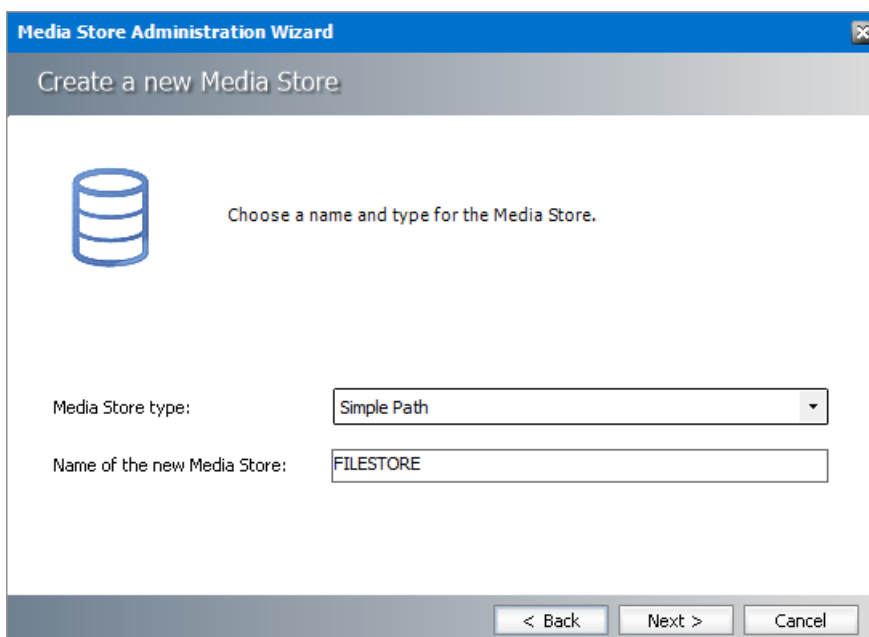 Media Store Administration Wizard
Create a new Media Store
Choose a name and type for the Media Store.
Media Store type: Simple Path
Name of the new Media Store: FILESTORE
< Back Next > Cancel